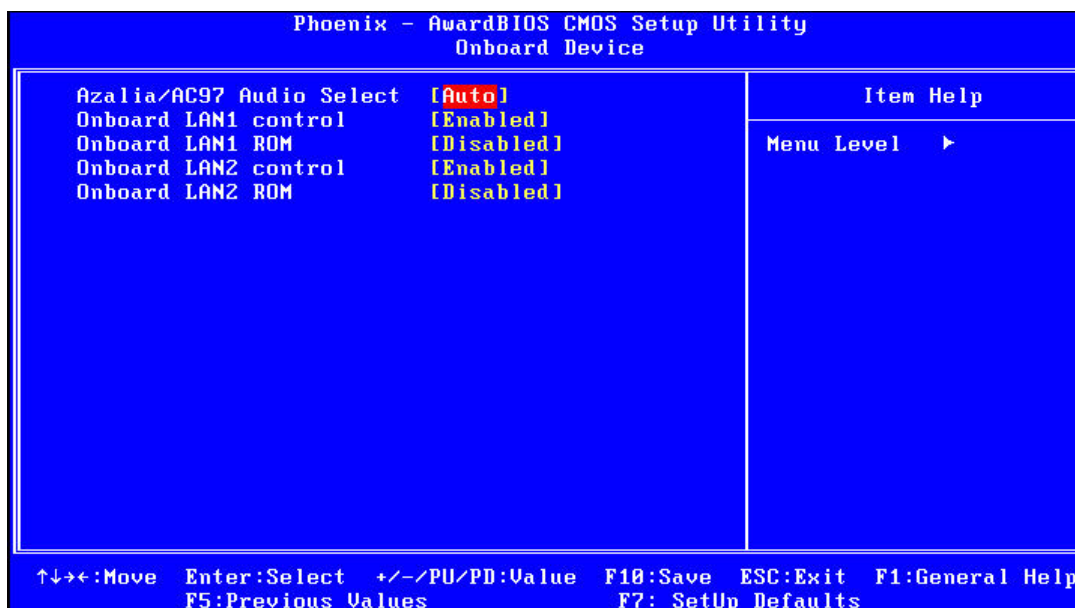 Phoenix - AwardBIOS CMOS Setup Utility
Onboard Device
Azalia/AC97 Audio Select [Auto]
Onboard LAN1 control [Enabled]
Onboard LAN1 ROM [Disabled]
Onboard LAN2 control [Enabled]
Onboard LAN2 ROM [Disabled]
Item Help
Menu Level ►
↑↓→←:Move Enter:Select +/-/PU/PD:Value F10:Save ESC:Exit F1:General Help
F5:Previous Values F7: SetUp Defaults